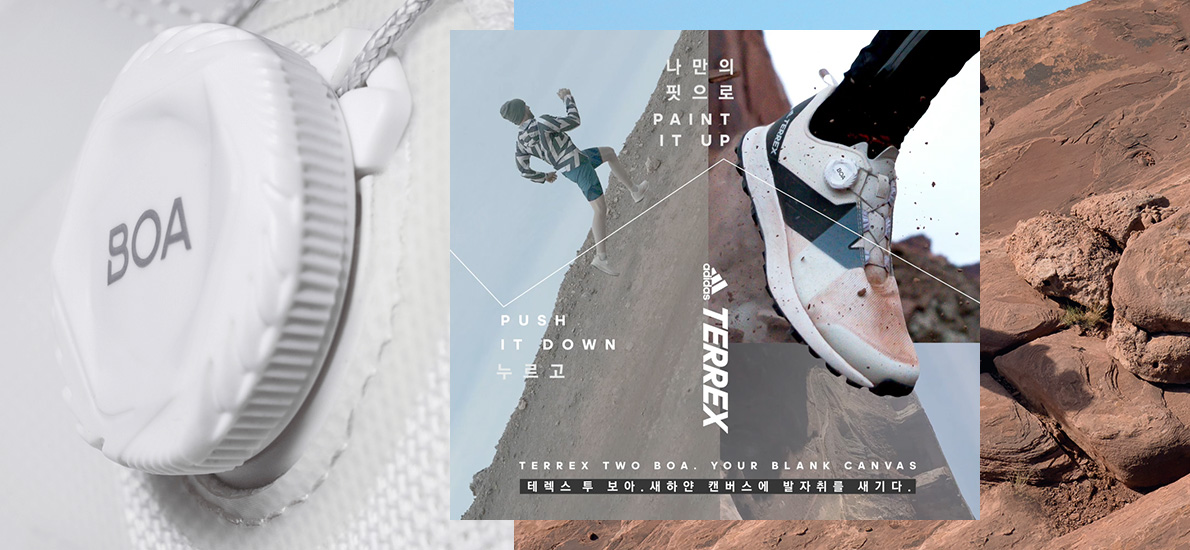 BOA
나만의
핏으로
PAINT
IT UP
TERREX
BOA
adidas
TERREX
PUSH
IT DOWN
누르고
TERREX TWO BOA. YOUR BLANK CANVAS
테렉스 투 보아.새하얀 캔버스에 발자취를 새기다.